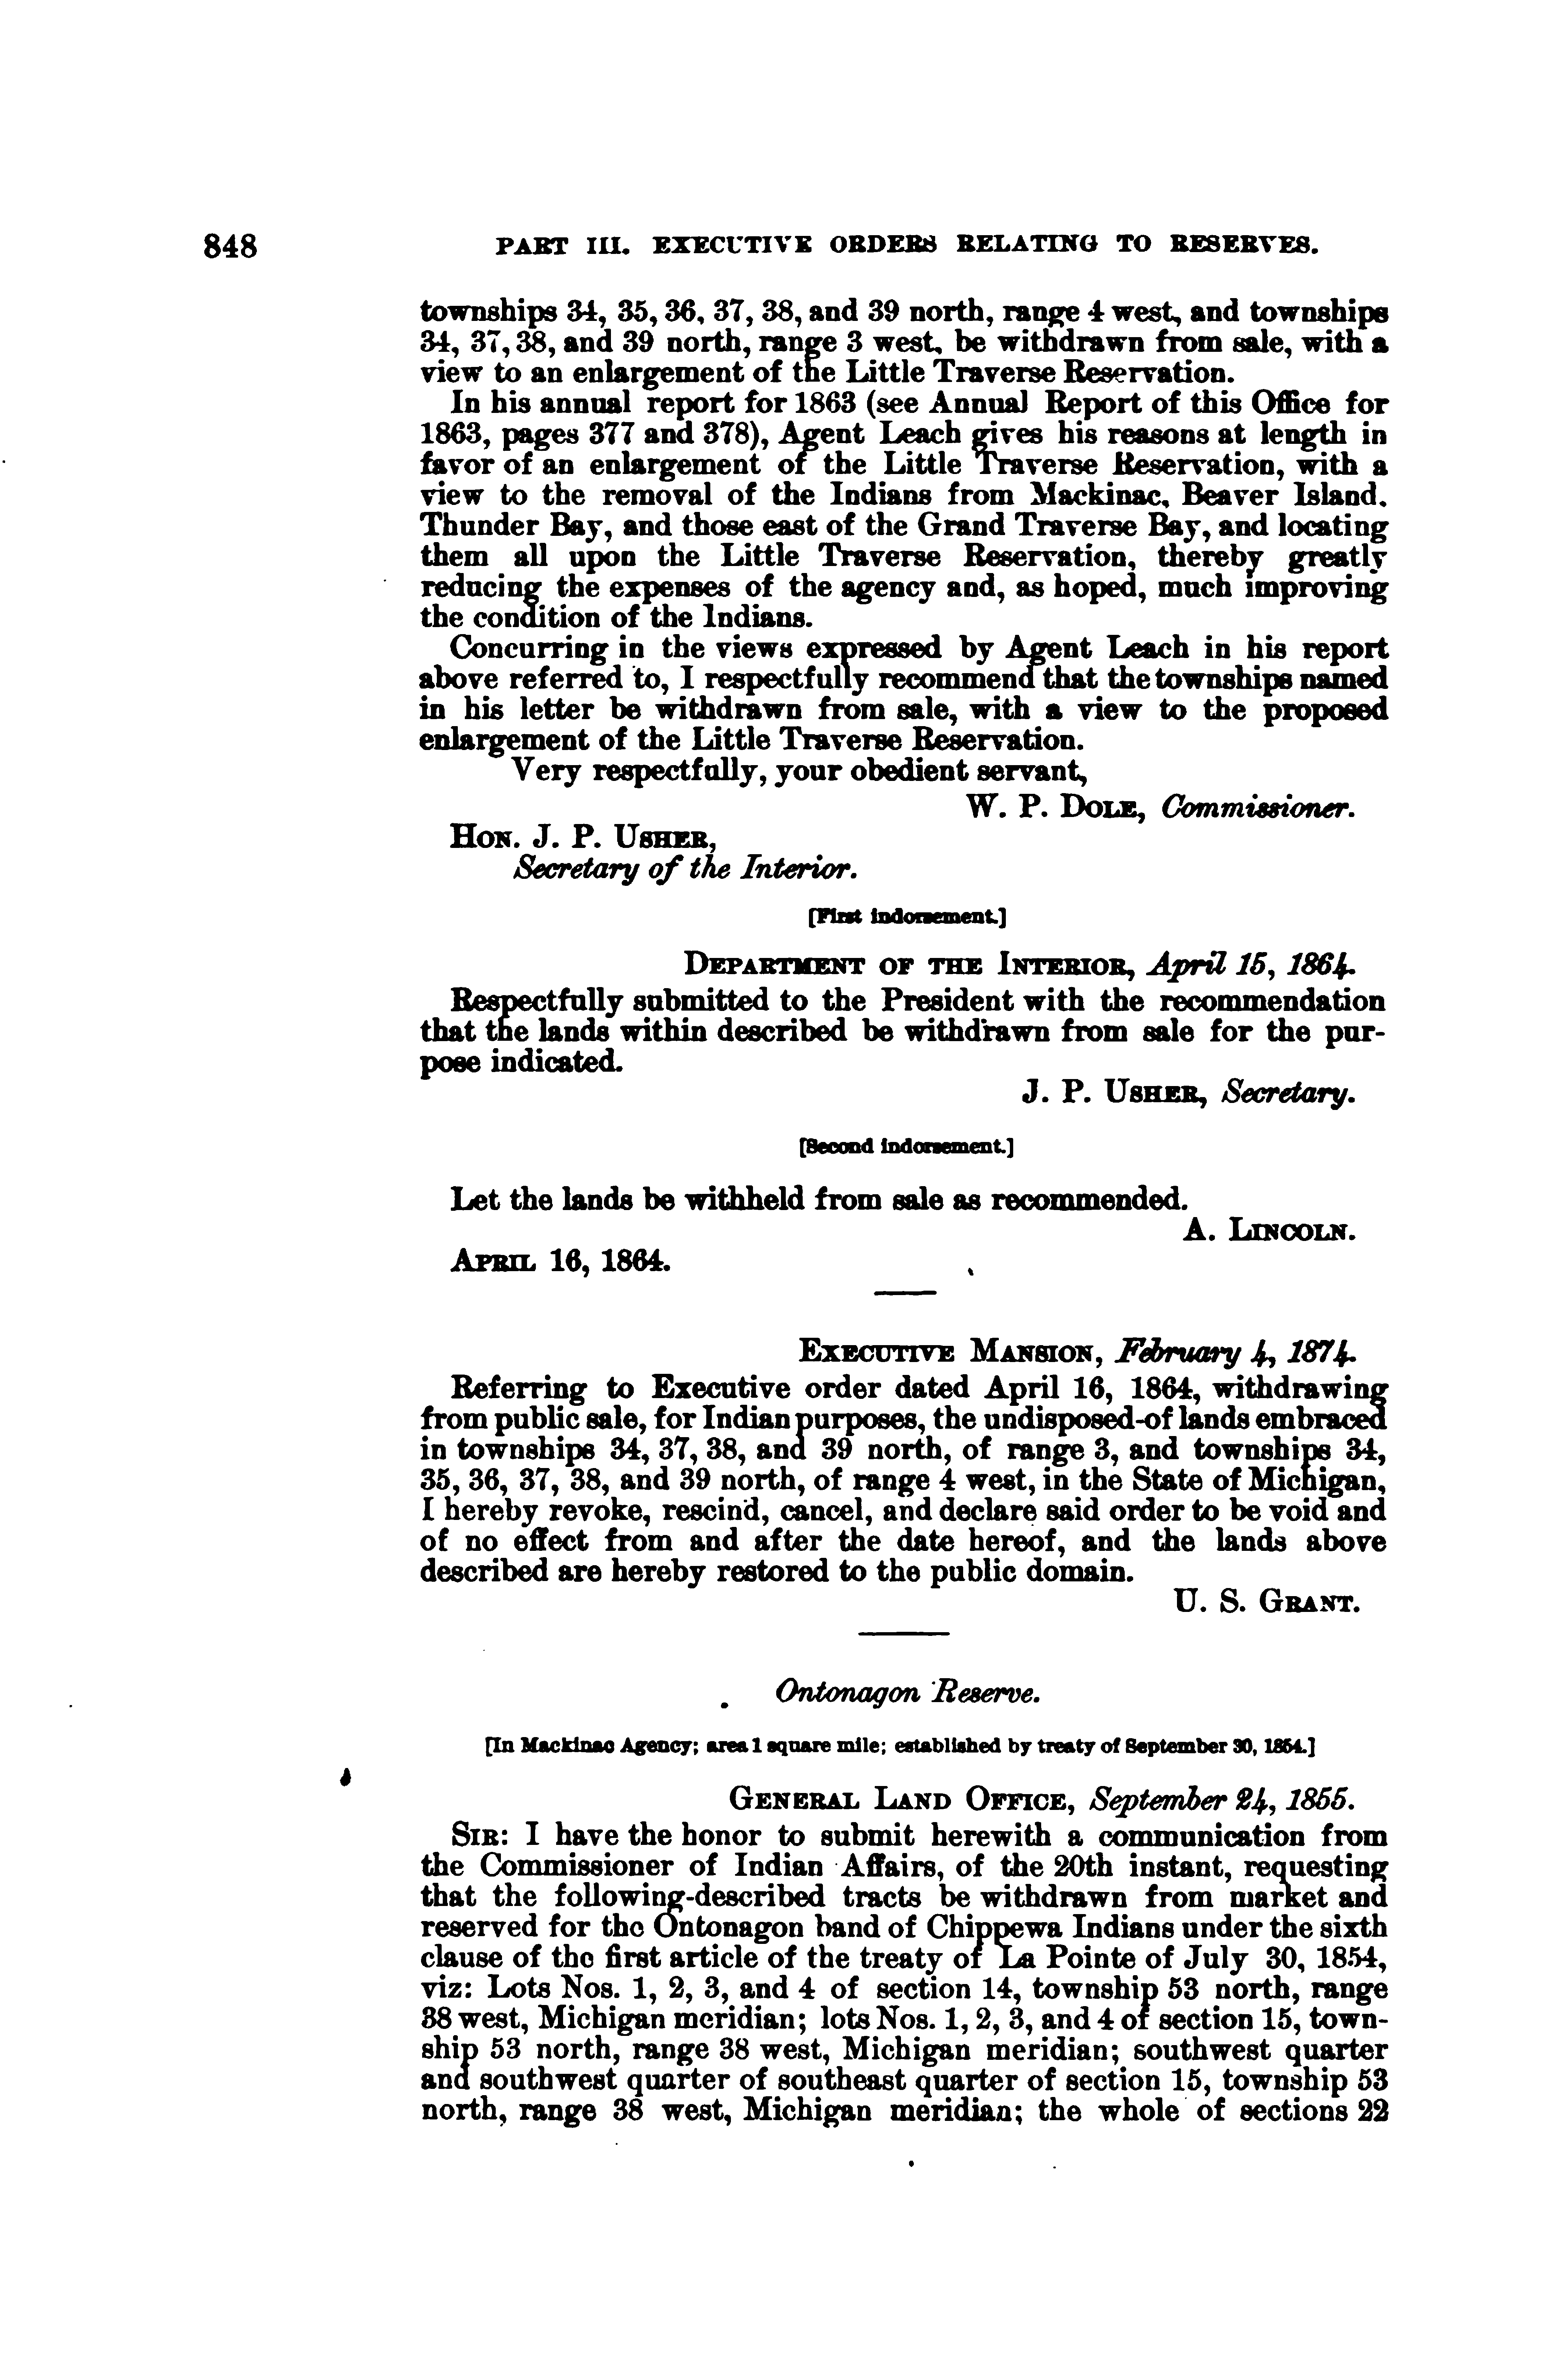 848 PART III. EXECUTIVE ORDERS RELATING TO RESERVES.
townships 34, 35, 36, 37, 38, and 39 north, range 4 west, and townships
34, 37, 38, and 39 north, range 3 west, be withdrawn from sale, with a
view to an enlargement of the Little Traverse Reservation.
In his annual report for 1863 (see Annual Report of this Office for
1863, pages 377 and 378), Agent Leach gives his reasons at length in
favor of an enlargement of the Little Traverse Reservation, with a
view to the removal of the Indians from Mackinac, Beaver Island,
Thunder Bay, and those east of the Grand Traverse Bay, and locating
them all upon the Little Traverse Reservation, thereby greatly
reducing the expenses of the agency and, as hoped, much improving
the condition of the Indians.
Concurring in the views expressed by Agent Leach in his report
above referred to, I respectfully recommend that the townships named
in his letter be withdrawn from sale, with a view to the proposed
enlargement of the Little Traverse Reservation.
Very respectfully, your obedient servant,
W. P. DOLE, Commissioner.
HON. J. P. USHER,
Secretary of the Interior.
[First indorsement.]
DEPARTMENT OF THE INTERIOR, April 15, 1864.
Respectfully submitted to the President with the recommendation
that the lands within described be withdrawn from sale for the pur-
pose indicated.
J. P. USHER, Secretary.
[Second indorsement.]
Let the lands be withheld from sale as recommended.
A. LINCOLN.
APRIL 16, 1864.
EXECUTIVE MANSION, February 4, 1874.
Referring to Executive order dated April 16, 1864, withdrawing
from public sale, for Indian purposes, the undisposed-of lands embraced
in townships 34, 37, 38, and 39 north, of range 3, and townships 34,
35, 36, 37, 38, and 39 north, of range 4 west, in the State of Michigan,
I hereby revoke, rescind, cancel, and declare said order to be void and
of no effect from and after the date hereof, and the lands above
described are hereby restored to the public domain.
U. S. GRANT.
Ontonagon Reserve.
[In Mackinac Agency; area 1 square mile; established by treaty of September 30, 1854.]
GENERAL LAND OFFICE, September 24, 1855.
SIR: I have the honor to submit herewith a communication from
the Commissioner of Indian Affairs, of the 20th instant, requesting
that the following-described tracts be withdrawn from market and
reserved for the Ontonagon band of Chippewa Indians under the sixth
clause of the first article of the treaty of La Pointe of July 30, 1854,
viz: Lots Nos. 1, 2, 3, and 4 of section 14, township 53 north, range
38 west, Michigan meridian; lots Nos. 1, 2, 3, and 4 of section 15, town-
ship 53 north, range 38 west, Michigan meridian; southwest quarter
and southwest quarter of southeast quarter of section 15, township 53
north, range 38 west, Michigan meridian; the whole of sections 22